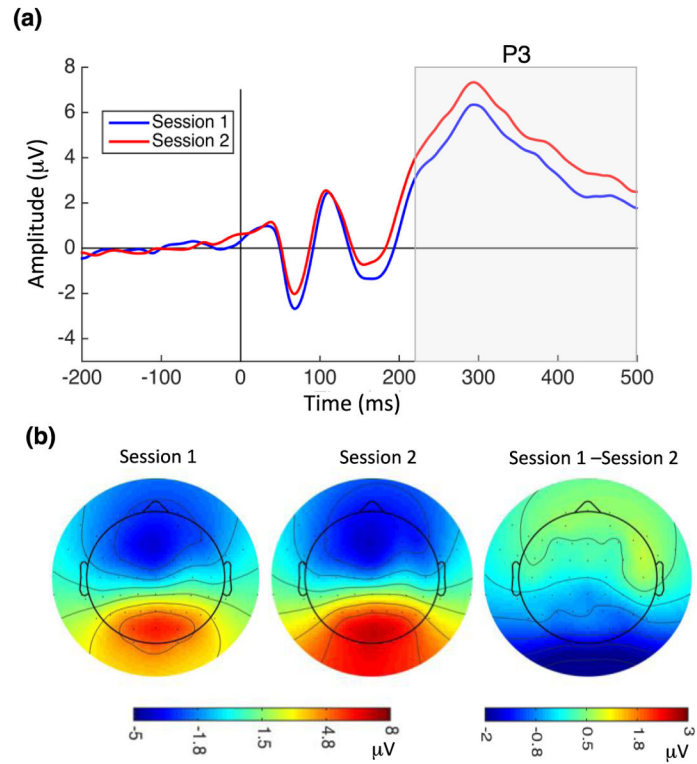 (a)
P3
8
6
4
2
0
-2
-4
Amplitude (μV)
Session 1
Session 2
-200 -100 0 100 200 300 400 500
Time (ms)
(b)
Session 1 Session 2 Session 1 –Session 2
-5 -1.8 1.5 4.8 8 μV
-2 -0.8 0.5 1.8 3 μV